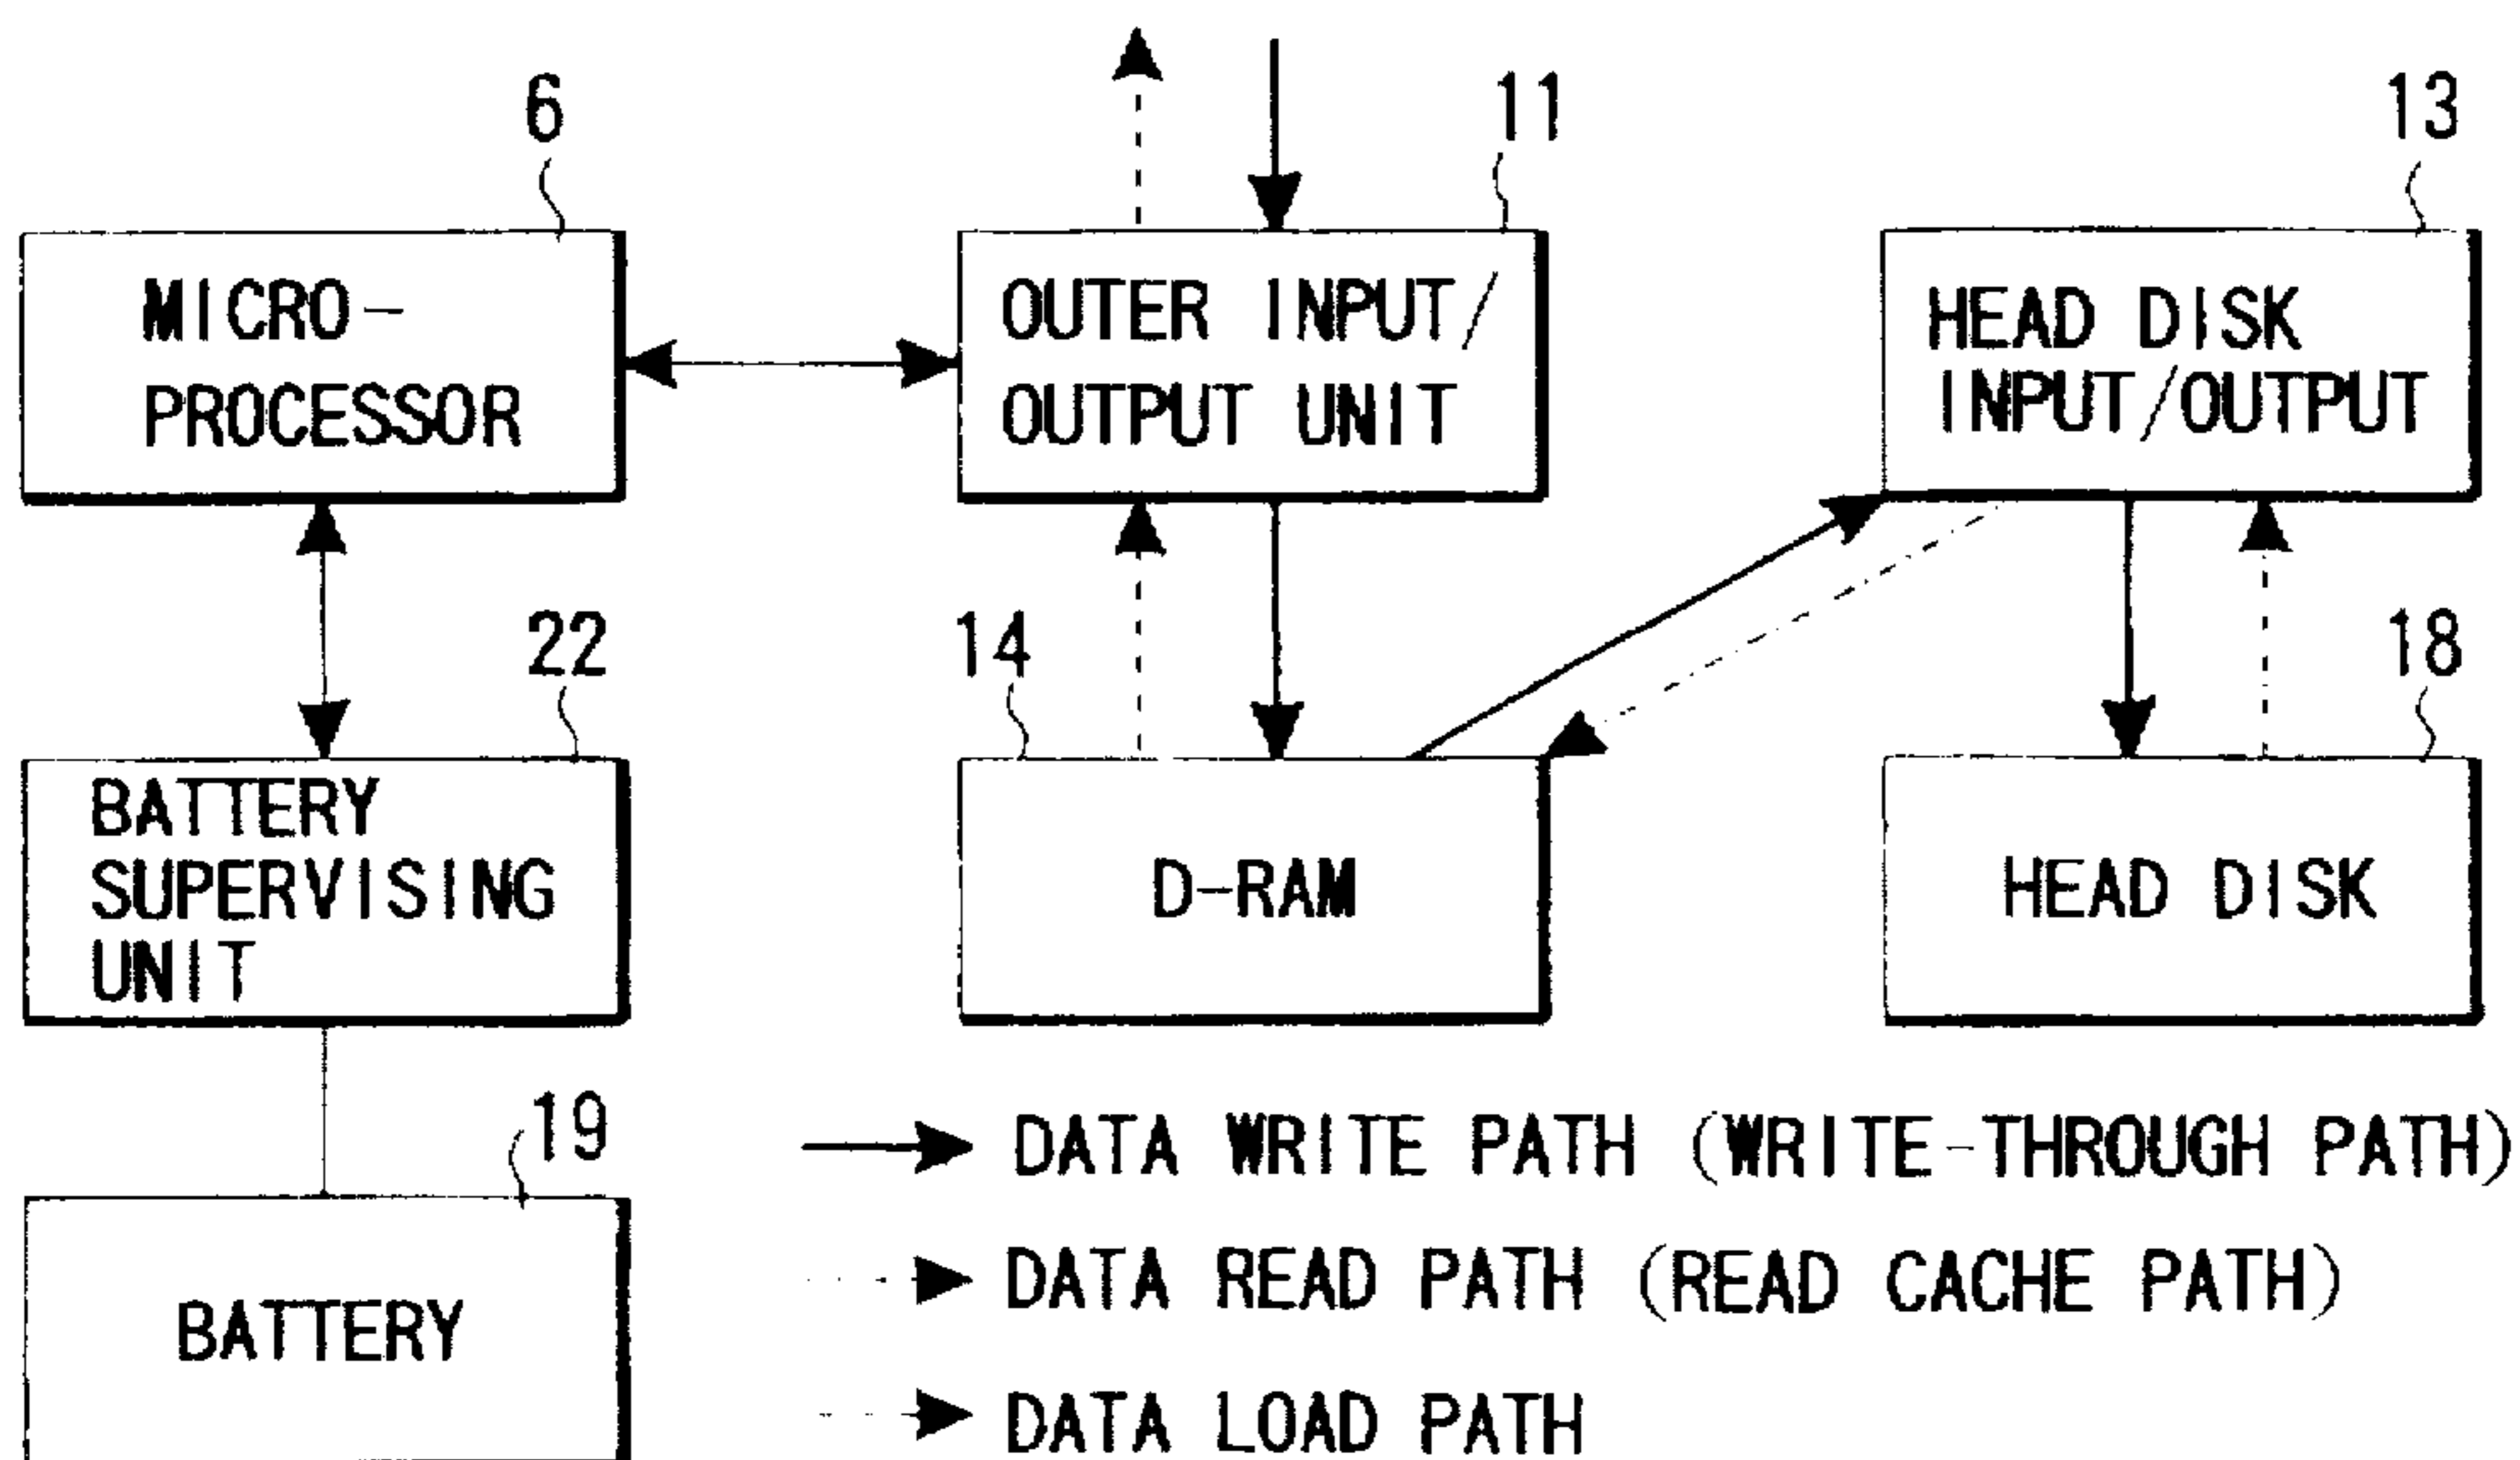 6
11
13
MICRO-
PROCESSOR
OUTER INPUT/
OUTPUT UNIT
HEAD DISK
INPUT/OUTPUT
22
14
18
BATTERY
SUPERVISING
UNIT
D-RAM
HEAD DISK
19
BATTERY
DATA WRITE PATH (WRITE-THROUGH PATH)
DATA READ PATH (READ CACHE PATH)
DATA LOAD PATH